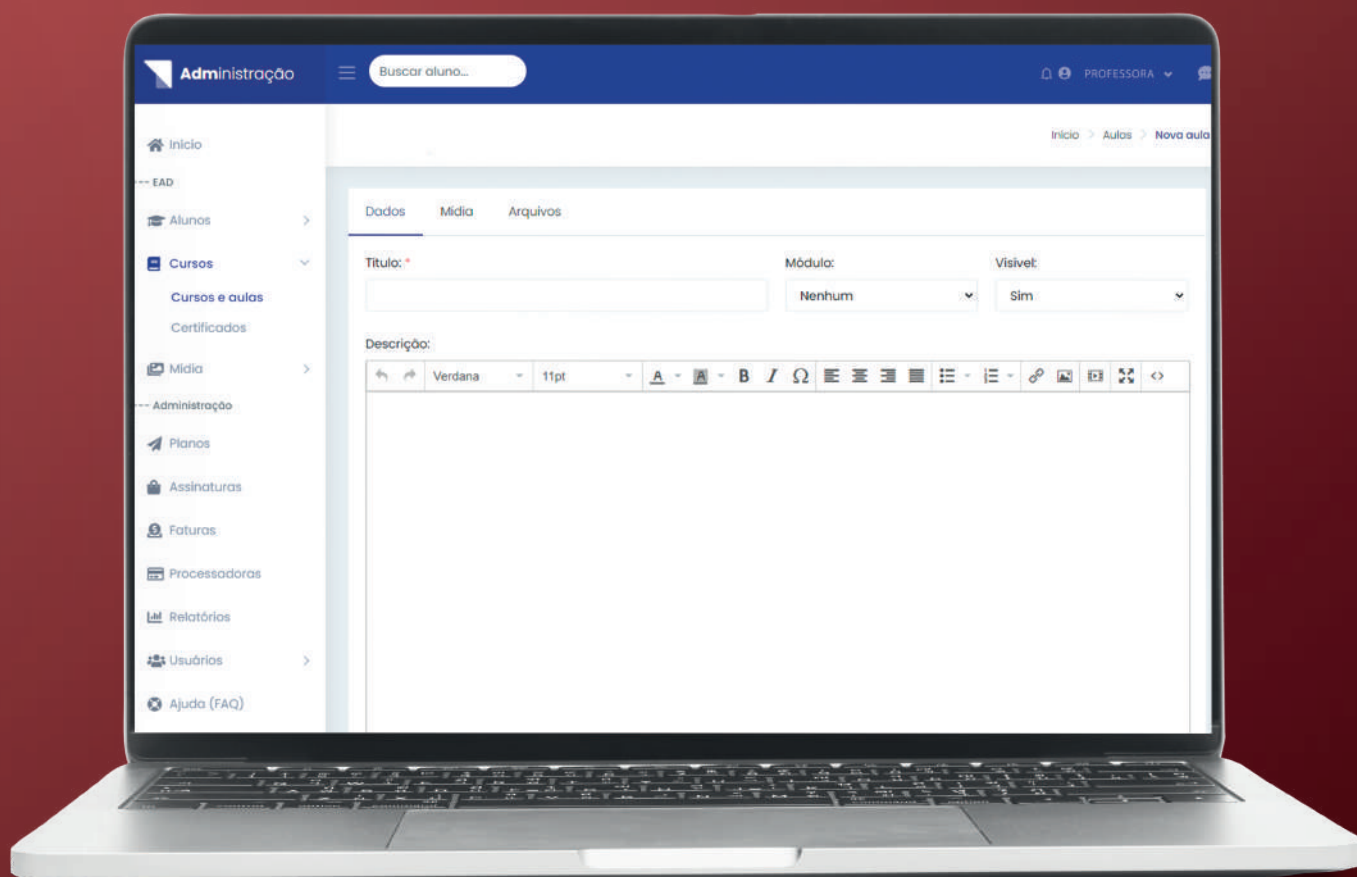 Administração
Buscar aluno...
PROFESSORA
Início > Aulas > Nova aula
Início
--- EAD
Alunos
Cursos
Cursos e aulas
Certificados
Mídia
--- Administração
Planos
Assinaturas
Faturas
Processadoras
Relatórios
Usuários
Ajuda (FAQ)
Dados Mídia Arquivos
Título: * Módulo: Visível:
Nenhum Sim
Descrição:
Verdana 11pt A A B I Ω